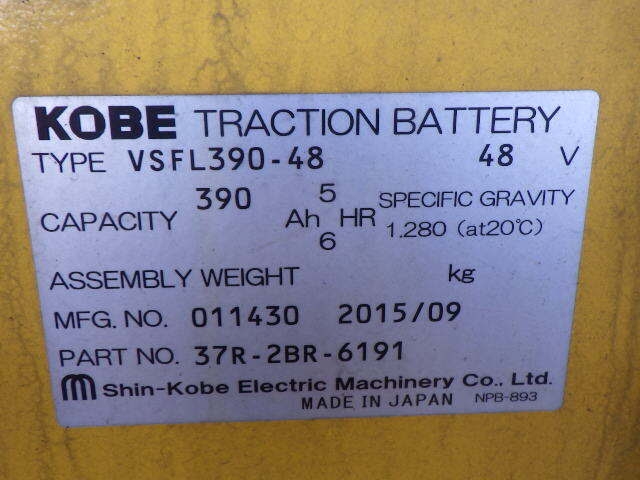 KOBE TRACTION BATTERY
TYPE VSFL390-48 48 V
CAPACITY 390 Ah 5 6 HR SPECIFIC GRAVITY
1.280 (at20℃)
ASSEMBLY WEIGHT kg
MFG. NO. 011430 2015/09
PART NO. 37R-2BR-6191
Shin-Kobe Electric Machinery Co., Ltd.
MADE IN JAPAN NPB-893